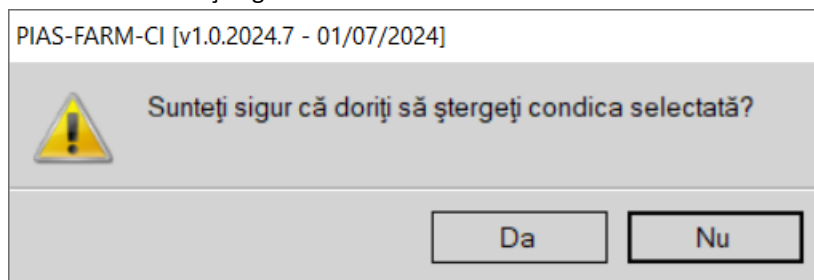 PIAS-FARM-CI [v1.0.2024.7 - 01/07/2024]
Sunteţi sigur că doriţi să ştergeţi condica selectată?
Da
Nu